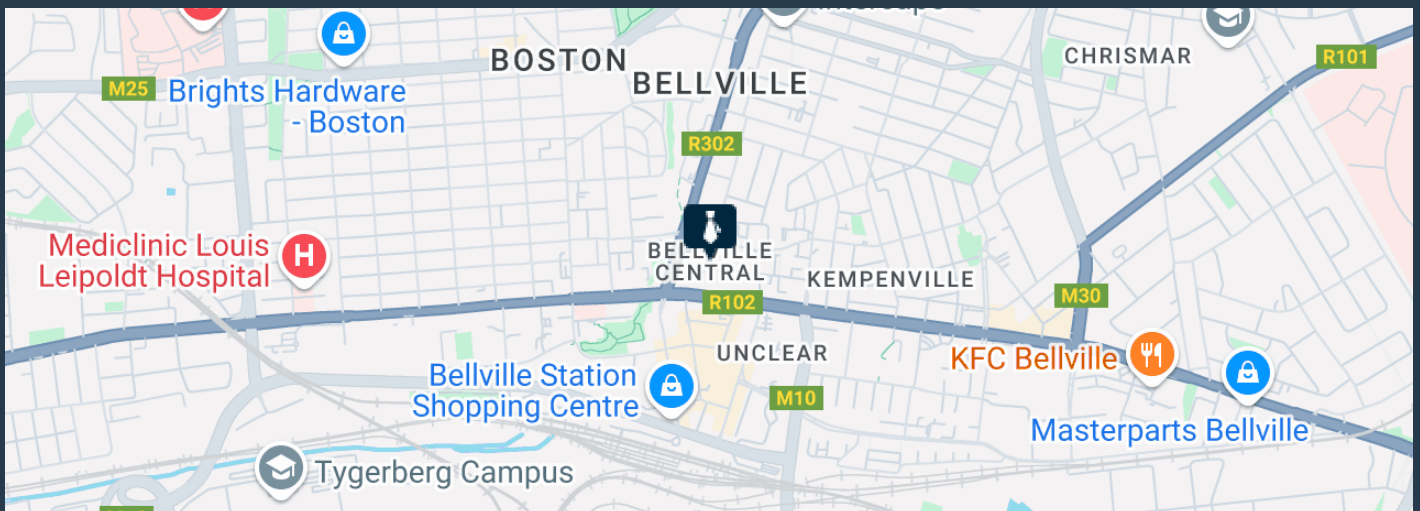 BOSTON
BELLVILLE
CHRISMAR
R101
M25
Brights Hardware
- Boston
R302
Mediclinic Louis
Leipoldt Hospital
BELLVILLE
CENTRAL
KEMPENVILLE
M30
R102
UNCLEAR
KFC Bellville
Bellville Station
Shopping Centre
M10
Masterparts Bellville
Tygerberg Campus